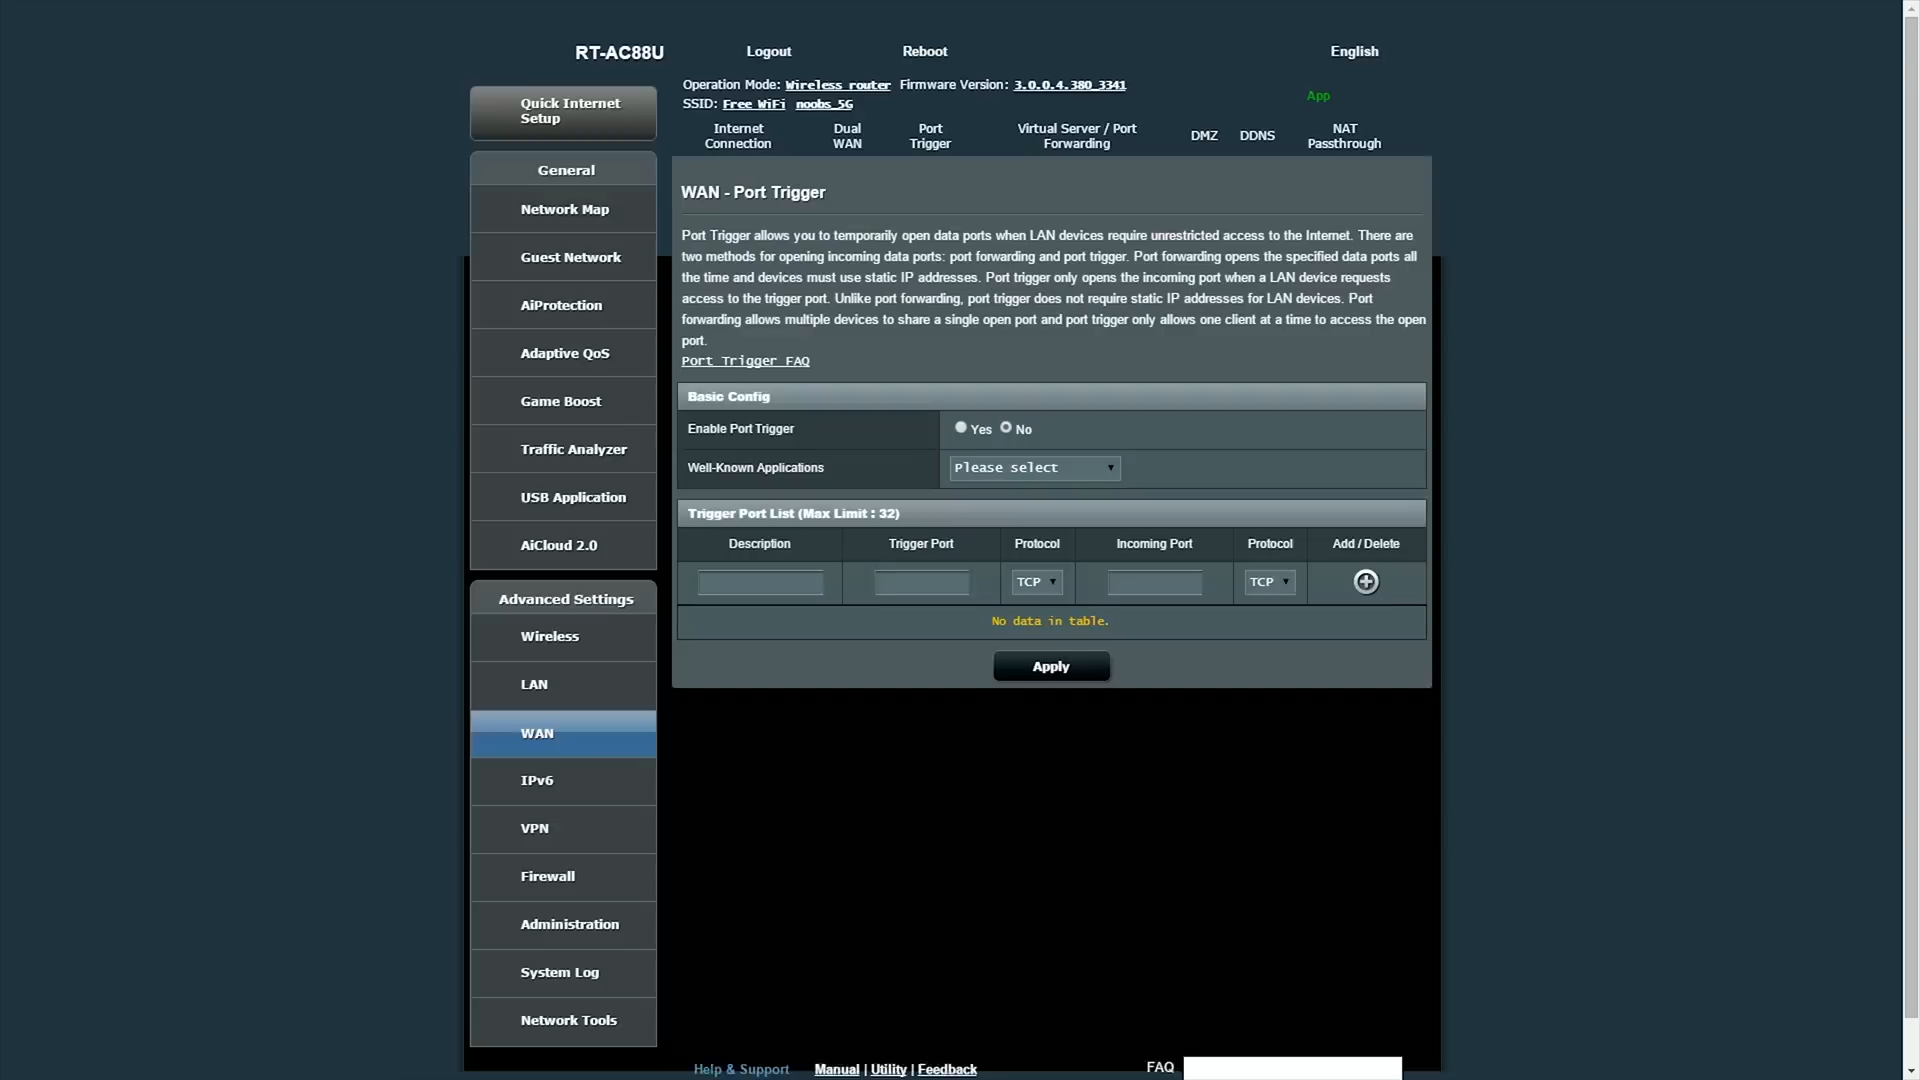 RT-AC88U Logout Reboot English
Operation Mode: Wireless router Firmware Version: 3.0.0.4.380_3341
SSID: Free WiFi noobs_5G
App
Quick Internet
Setup
Internet
Connection
Dual
WAN
Port
Trigger
Virtual Server / Port
Forwarding
DMZ
DDNS
NAT
Passthrough
General
Network Map
Guest Network
AiProtection
Adaptive QoS
Game Boost
Traffic Analyzer
USB Application
AiCloud 2.0
Advanced Settings
Wireless
LAN
WAN
IPv6
VPN
Firewall
Administration
System Log
Network Tools
WAN - Port Trigger
Port Trigger allows you to temporarily open data ports when LAN devices require unrestricted access to the Internet. There are
two methods for opening incoming data ports: port forwarding and port trigger. Port forwarding opens the specified data ports all
the time and devices must use static IP addresses. Port trigger only opens the incoming port when a LAN device requests
access to the trigger port. Unlike port forwarding, port trigger does not require static IP addresses for LAN devices. Port
forwarding allows multiple devices to share a single open port and port trigger only allows one client at a time to access the open
port.
Port Trigger FAQ
Basic Config
Enable Port Trigger Yes No
Well-Known Applications Please select
Trigger Port List (Max Limit : 32)
Description Trigger Port Protocol Incoming Port Protocol Add / Delete
TCP TCP
No data in table.
Apply
Help & Support Manual | Utility | Feedback FAQ